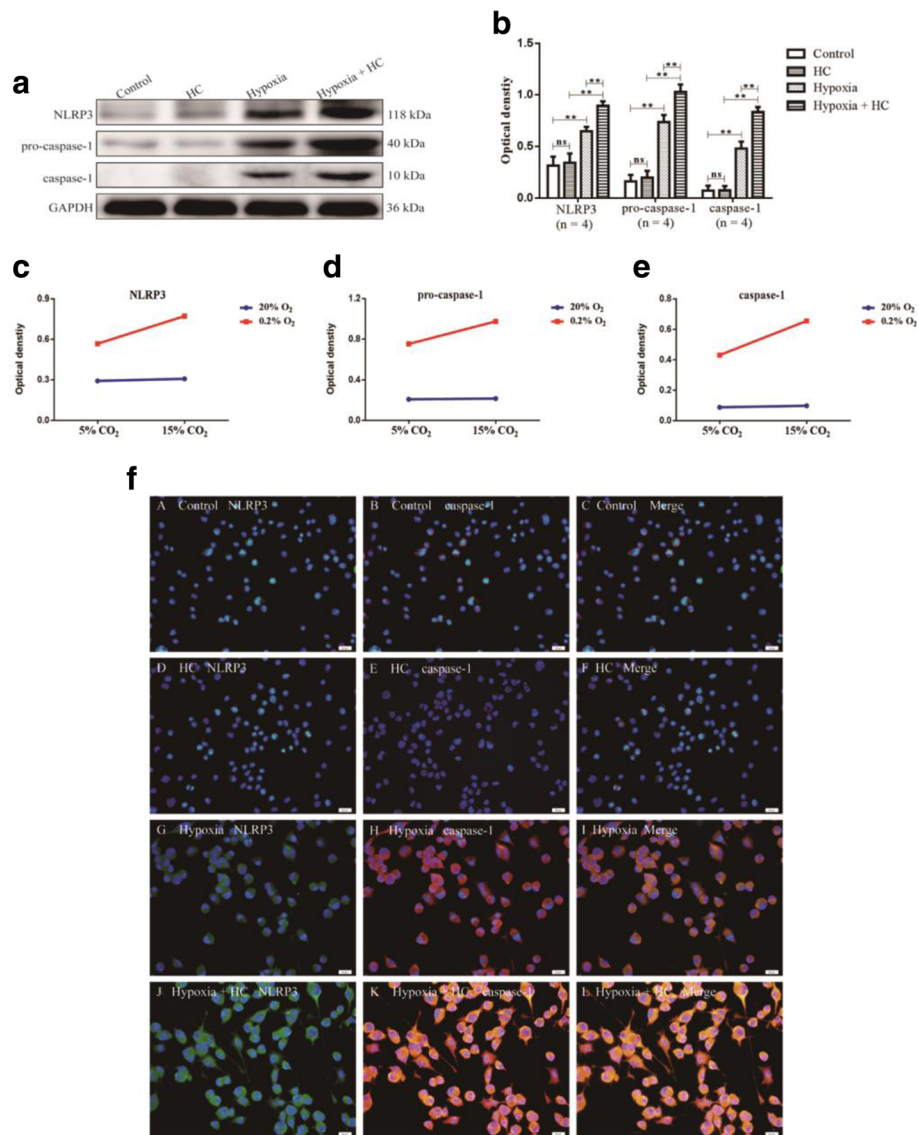 a
Control HC Hypoxia Hypoxia + HC
NLRP3 118 kDa
pro-caspase-1 40 kDa
caspase-1 10 kDa
GAPDH 36 kDa
b
Optical denstiy
1.5
1.0
0.5
0.0
ns ** ** **
ns ** ** **
ns ** ** **
NLRP3 pro-caspase-1 caspase-1
(n = 4) (n = 4) (n = 4)
Control
HC
Hypoxia
Hypoxia + HC
c
NLRP3
Optical denstiy
0.9
0.6
0.3
0.0
5% CO₂ 15% CO₂
20% O₂
0.2% O₂
d
pro-caspase-1
Optical denstiy
1.2
0.8
0.4
0.0
5% CO₂ 15% CO₂
20% O₂
0.2% O₂
e
caspase-1
Optical denstiy
0.8
0.6
0.4
0.2
0.0
5% CO₂ 15% CO₂
20% O₂
0.2% O₂
f
A Control NLRP3
B Control caspase-1
C Control Merge
D HC NLRP3
E HC caspase-1
F HC Merge
G Hypoxia NLRP3
H Hypoxia caspase-1
I Hypoxia Merge
J Hypoxia + HC NLRP3
K Hypoxia + HC caspase-1
L Hypoxia + HC Merge